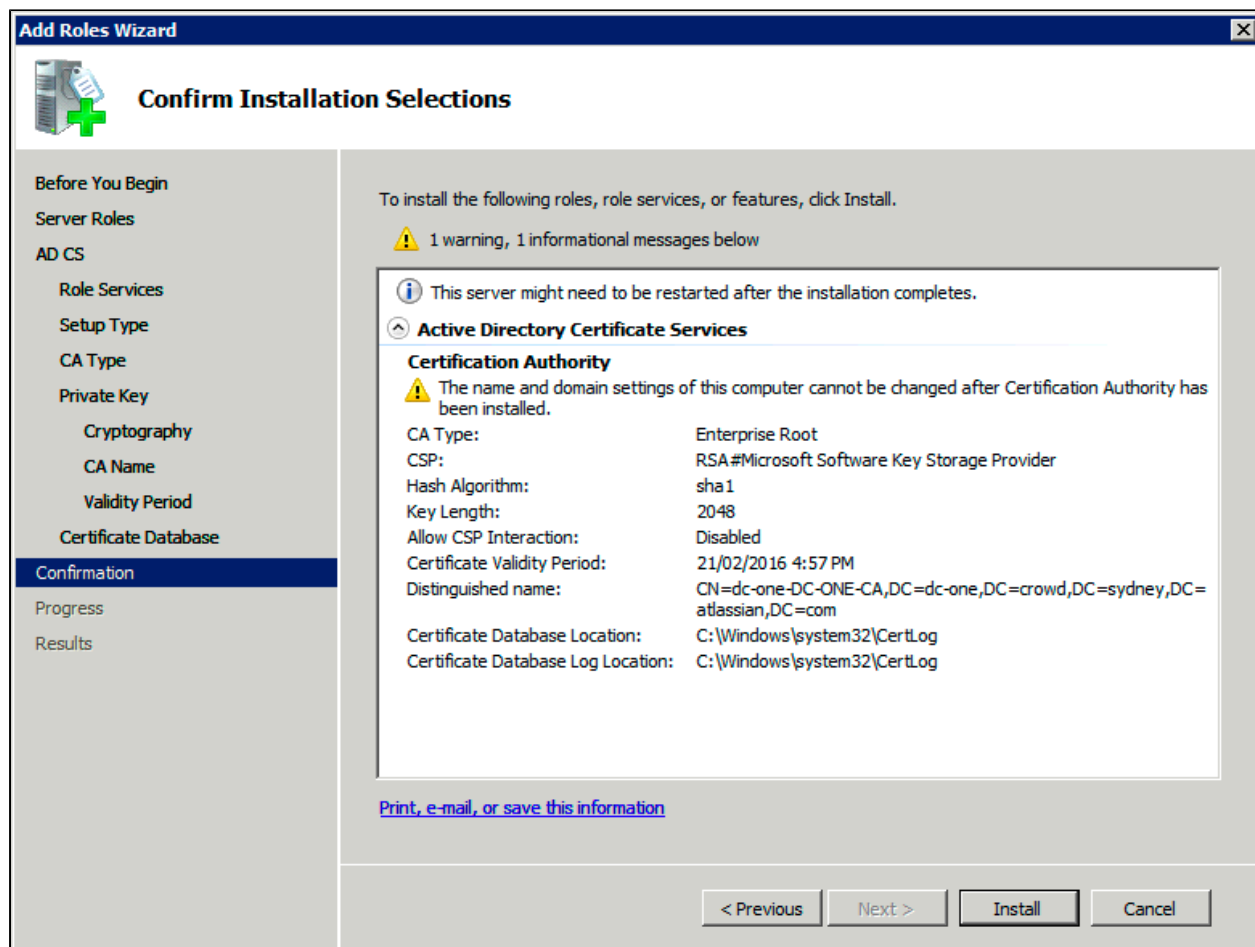 Add Roles Wizard
Confirm Installation Selections
Before You Begin
Server Roles
AD CS
Role Services
Setup Type
CA Type
Private Key
Cryptography
CA Name
Validity Period
Certificate Database
Confirmation
Progress
Results
To install the following roles, role services, or features, click Install.
1 warning, 1 informational messages below
This server might need to be restarted after the installation completes.
Active Directory Certificate Services
Certification Authority
The name and domain settings of this computer cannot be changed after Certification Authority has
been installed.
CA Type: Enterprise Root
CSP: RSA#Microsoft Software Key Storage Provider
Hash Algorithm: sha1
Key Length: 2048
Allow CSP Interaction: Disabled
Certificate Validity Period: 21/02/2016 4:57 PM
Distinguished name: CN=dc-one-DC-ONE-CA,DC=dc-one,DC=crowd,DC=sydney,DC=
atlassian,DC=com
Certificate Database Location: C:\Windows\system32\CertLog
Certificate Database Log Location: C:\Windows\system32\CertLog
Print, e-mail, or save this information
< Previous
Next >
Install
Cancel